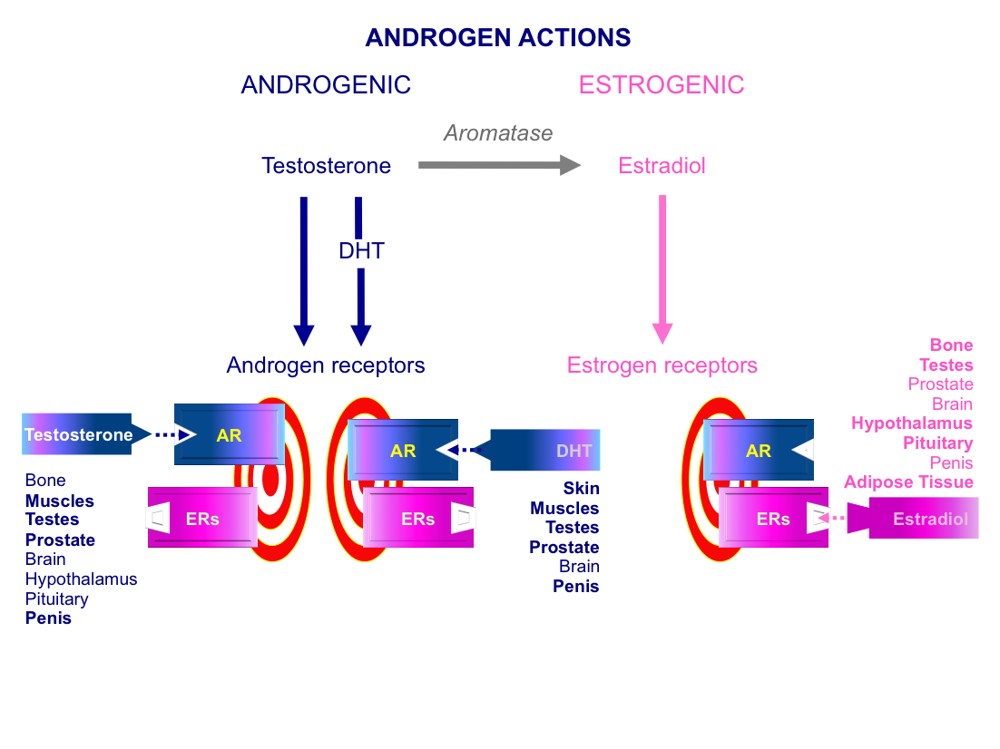 ANDROGEN ACTIONS
ANDROGENIC
ESTROGENIC
Aromatase
Testosterone
Estradiol
DHT
Androgen receptors
Estrogen receptors
Testosterone
AR
ERs
Bone
Muscles
Testes
Prostate
Brain
Hypothalamus
Pituitary
Penis
AR
ERs
DHT
Skin
Muscles
Testes
Prostate
Brain
Penis
AR
ERs
Bone
Testes
Prostate
Brain
Hypothalamus
Pituitary
Penis
Adipose Tissue
Estradiol